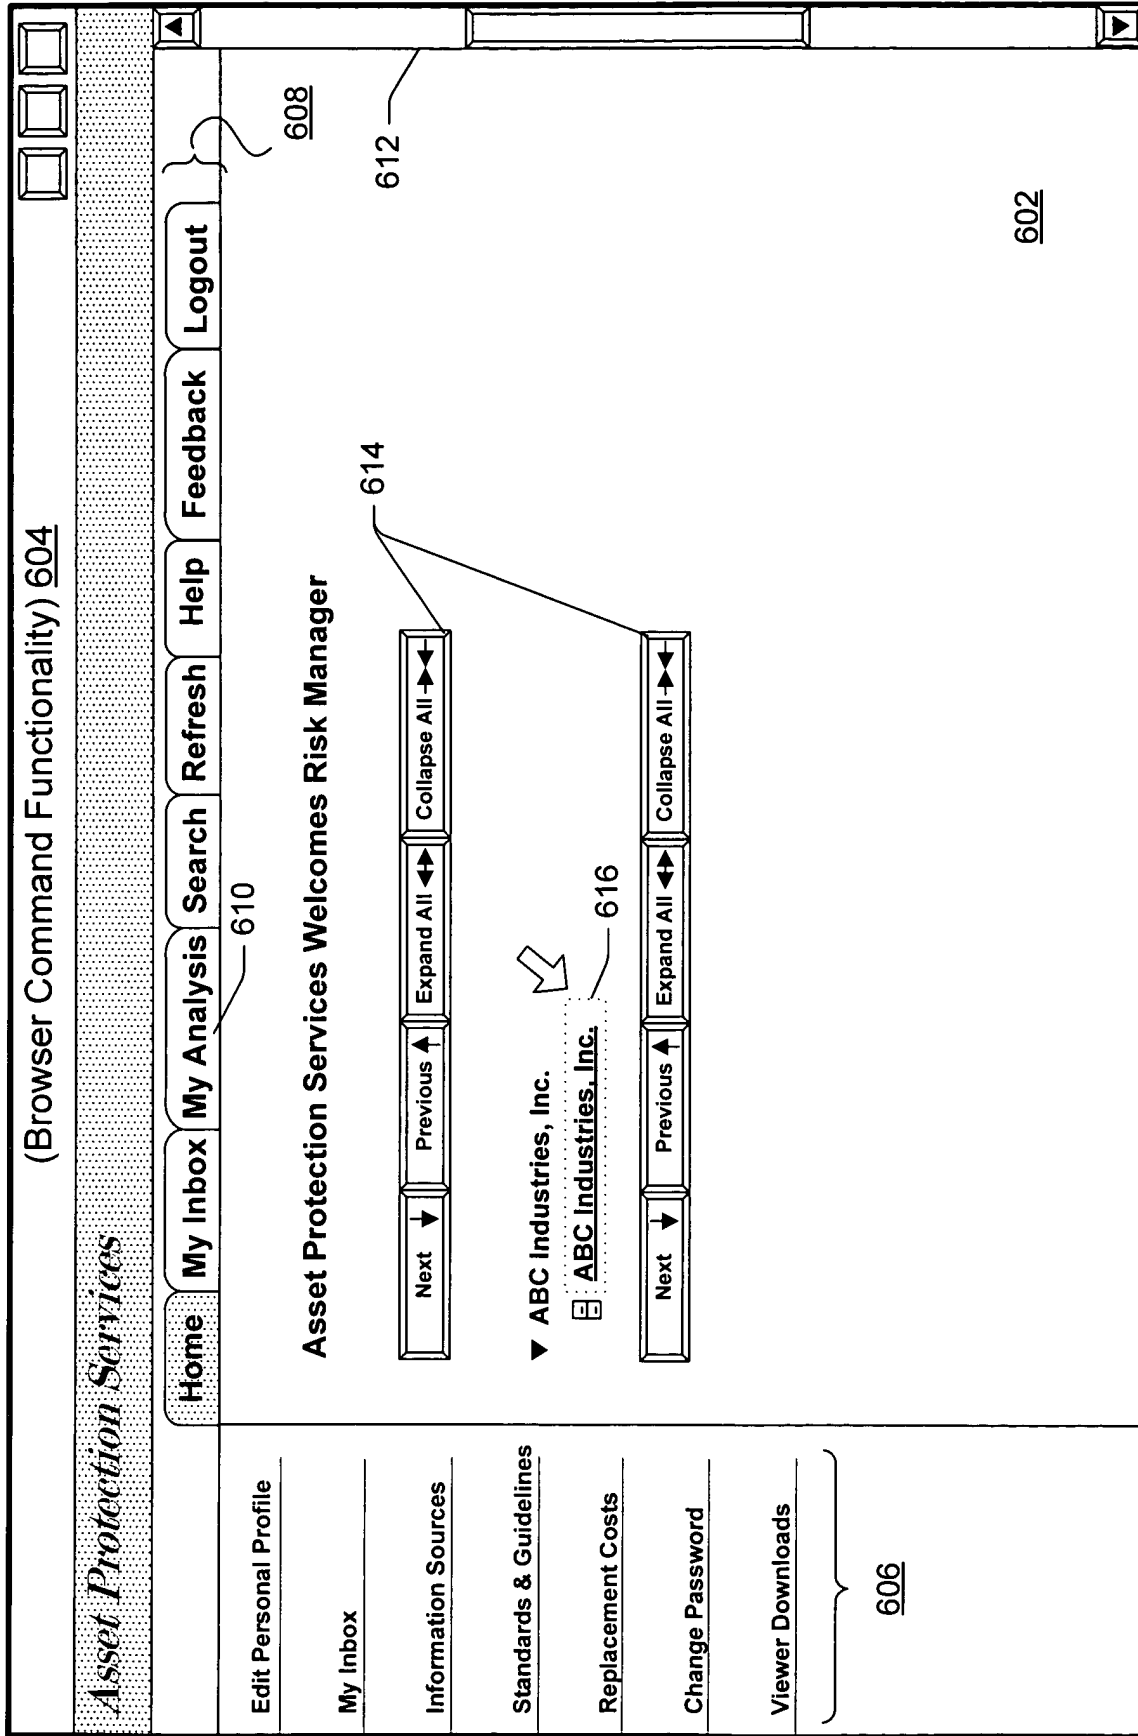 (Browser Command Functionality) 604
Asset Protection Services
Home My Inbox My Analysis Search Refresh Help Feedback Logout
608
610
612
Edit Personal Profile
My Inbox
Information Sources
Standards & Guidelines
Replacement Costs
Change Password
Viewer Downloads
606
Asset Protection Services Welcomes Risk Manager
614
Next Previous Expand All Collapse All
ABC Industries, Inc.
ABC Industries, Inc.
616
Next Previous Expand All Collapse All
602